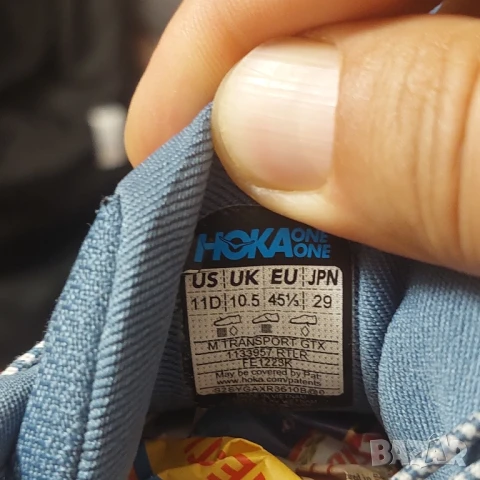 HOKA ONE ONE
US UK EU JPN
11D 10.5 45⅓ 29
M TRANSPORT GTX
1133957 RTLR
FE1229K
May be covered by Pat:
www.hoka.com/patents
BAZAR